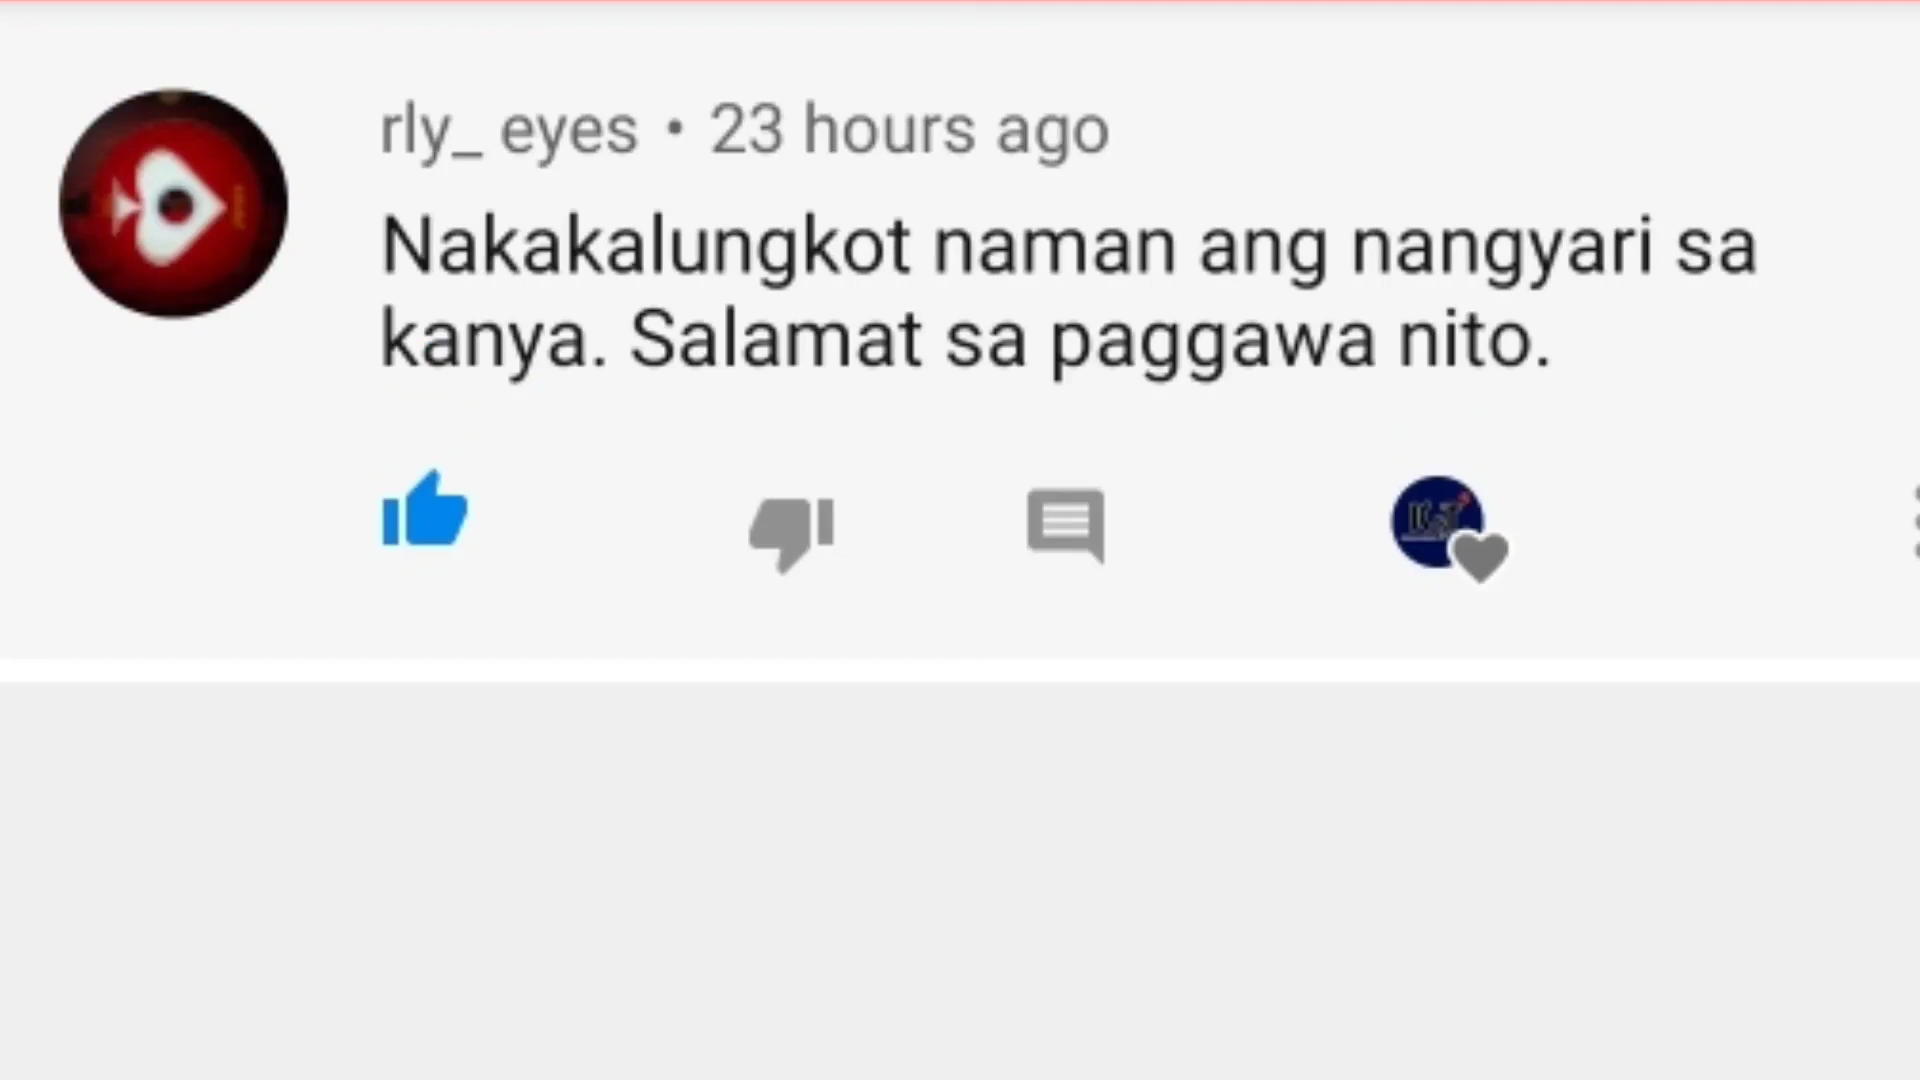 rly_ eyes • 23 hours ago
Nakakalungkot naman ang nangyari sa
kanya. Salamat sa paggawa nito.